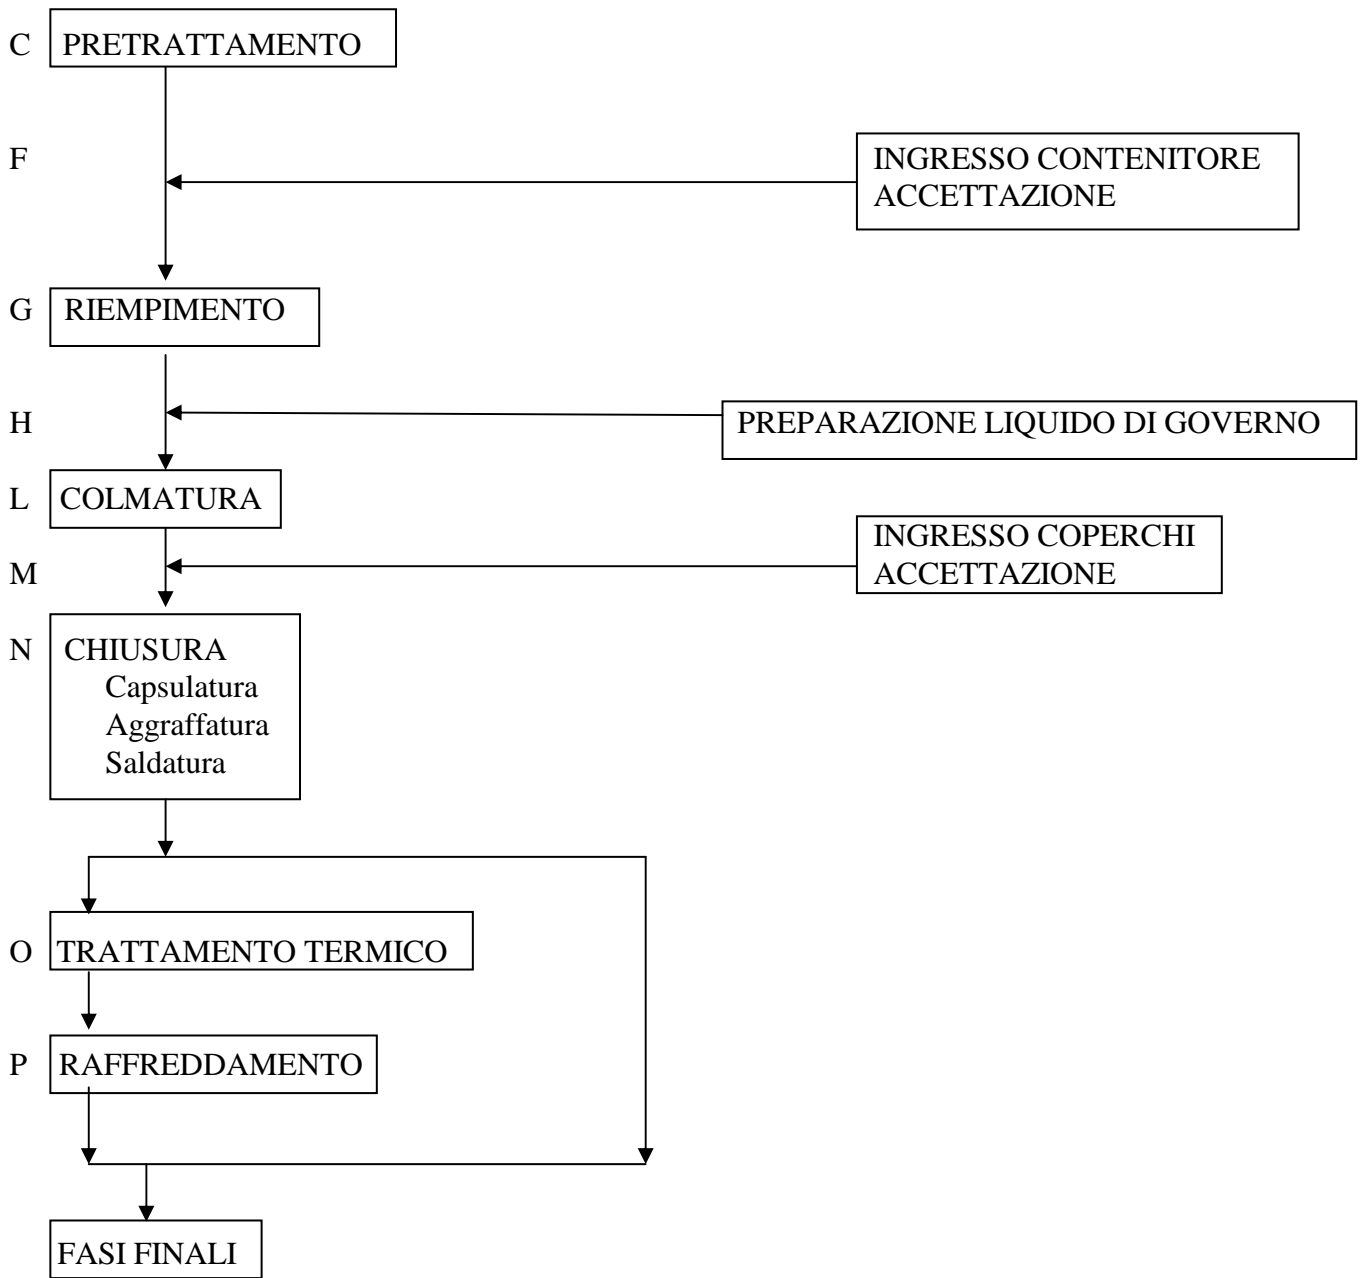 C PRETRATTAMENTO
F INGRESSO CONTENITORE
ACCETTAZIONE
G RIEMPIMENTO
H PREPARAZIONE LIQUIDO DI GOVERNO
L COLMATURA
INGRESSO COPERCHI
M ACCETTAZIONE
N CHIUSURA
Capsulatura
Aggraffatura
Saldatura
O TRATTAMENTO TERMICO
P RAFFREDDAMENTO
FASI FINALI